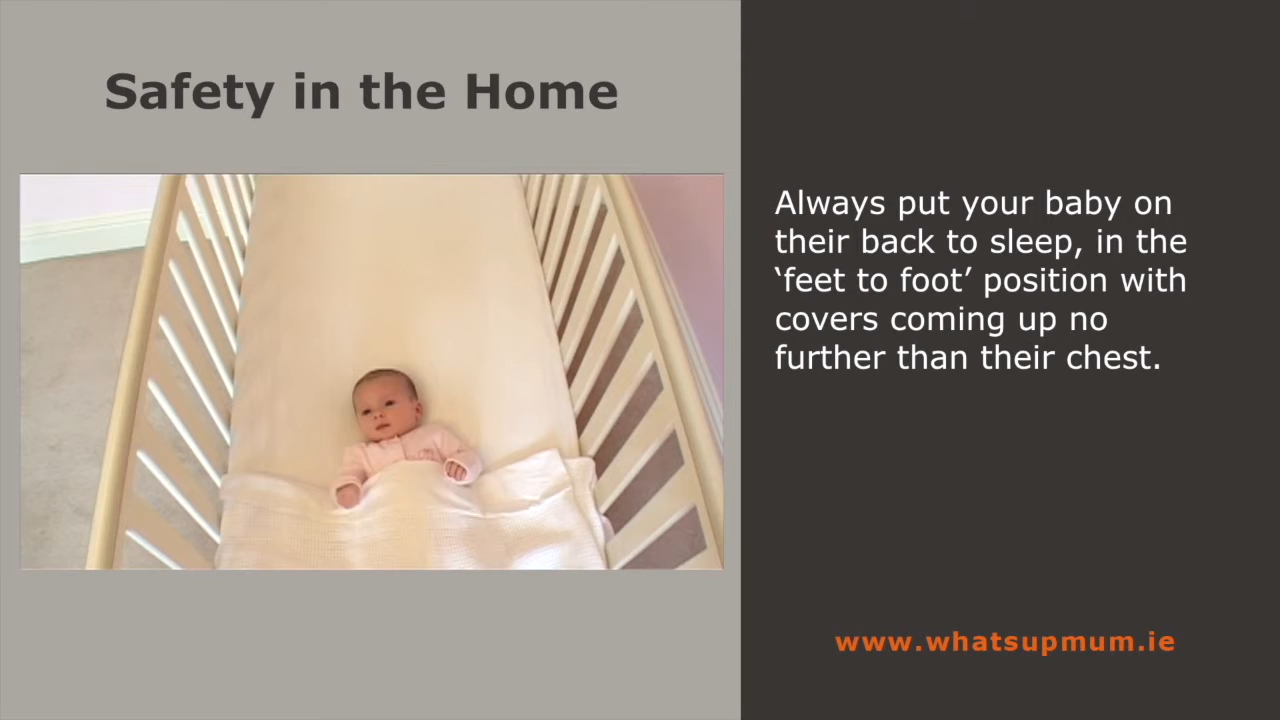 Safety in the Home
Always put your baby on
their back to sleep, in the
‘feet to foot’ position with
covers coming up no
further than their chest.
www.whatsupmum.ie